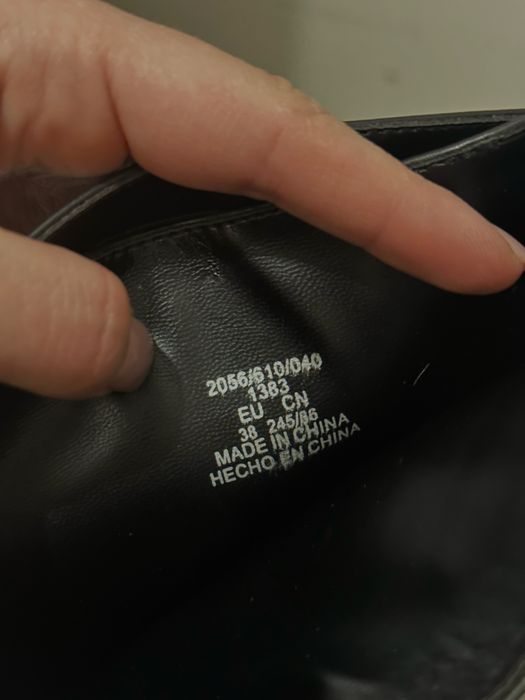 2056/610/040
1383
EU CN
38 245/86
MADE IN CHINA
HECHO EN CHINA